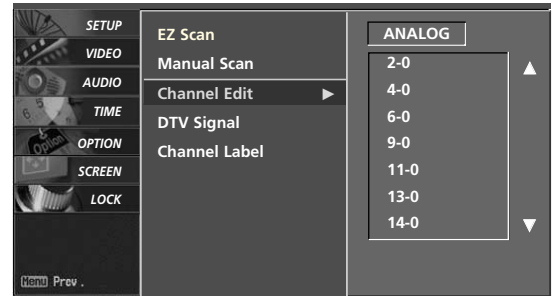 SETUP
VIDEO
AUDIO
TIME
OPTION
SCREEN
LOCK
Menu Prev.
EZ Scan
Manual Scan
Channel Edit ►
DTV Signal
Channel Label
ANALOG
2-0
4-0
6-0
9-0
11-0
13-0
14-0